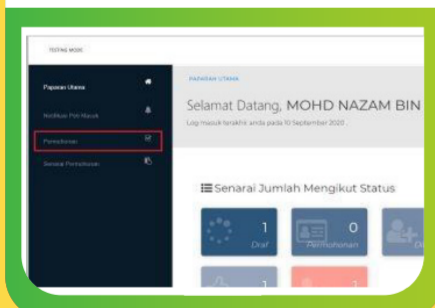 TESTING MODE
Paparan Utama
Notifikasi Peti Masuk
Permohonan
Senarai Permohonan
PAPARAN UTAMA
Selamat Datang, MOHD NAZAM BIN
Log masuk terakhir anda pada 10 September 2020 .
Senarai Jumlah Mengikut Status
1
Draf
0
Permohonan
Di
1
1